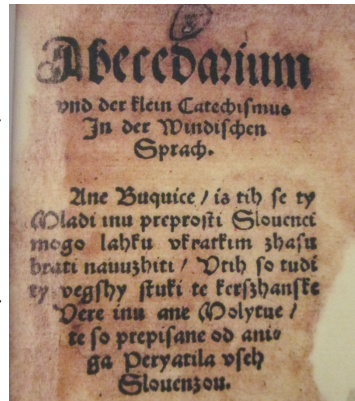 Abecedarium
vnd der klein Catechismus
In der Windischen
Sprach.
Ane Buquice / is tih se ty
Mladi inu preprosti Slouenci
mogo lahku vkratkim zhasu
brati nauuzhiti / Vtih so tudi
ty vegshy stuki te kerszhanske
Vere inu ane Molytue /
te so prepisane od aniga
ga Peryatila vseh
Slouenzou.